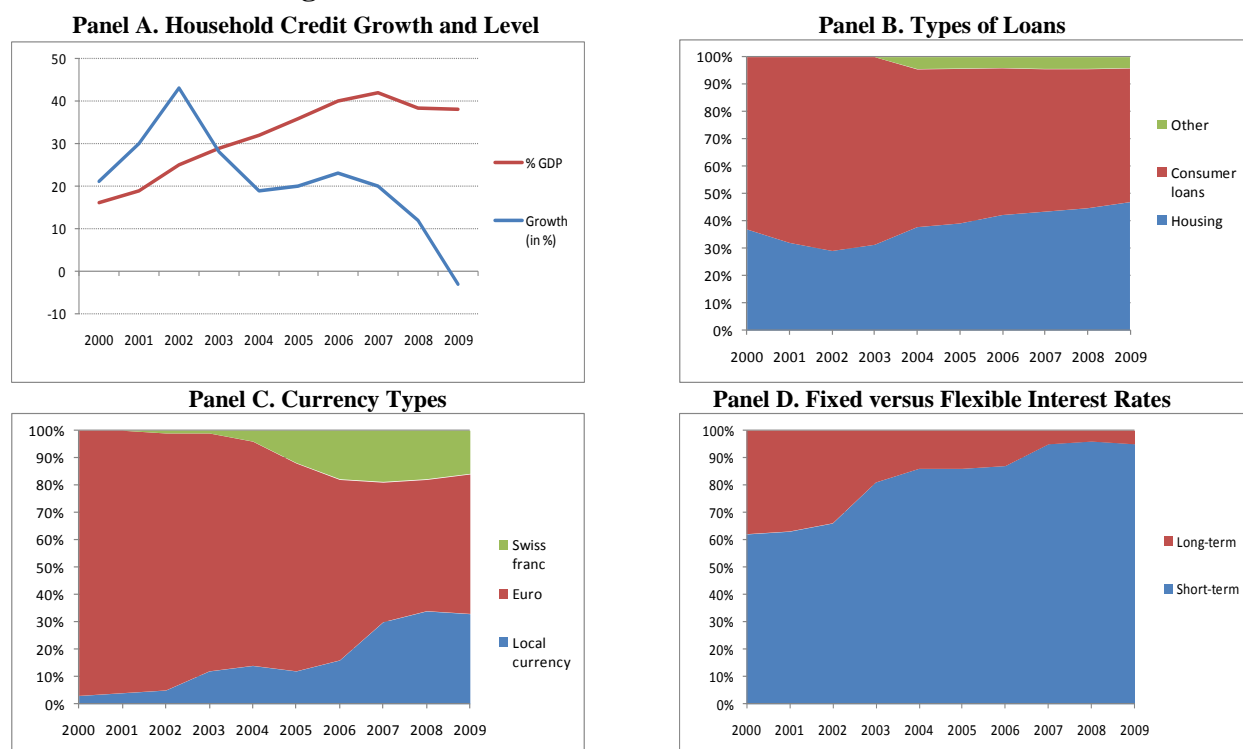 Panel A. Household Credit Growth and Level
50
40
30
20
10
0
-10
2000 2001 2002 2003 2004 2005 2006 2007 2008 2009
% GDP
Growth
(in %)
Panel B. Types of Loans
100%
90%
80%
70%
60%
50%
40%
30%
20%
10%
0%
2000 2001 2002 2003 2004 2005 2006 2007 2008 2009
Other
Consumer
loans
Housing
Panel C. Currency Types
100%
90%
80%
70%
60%
50%
40%
30%
20%
10%
0%
2000 2001 2002 2003 2004 2005 2006 2007 2008 2009
Swiss
franc
Euro
Local
currency
Panel D. Fixed versus Flexible Interest Rates
100%
90%
80%
70%
60%
50%
40%
30%
20%
10%
0%
2000 2001 2002 2003 2004 2005 2006 2007 2008 2009
Long-term
Short-term